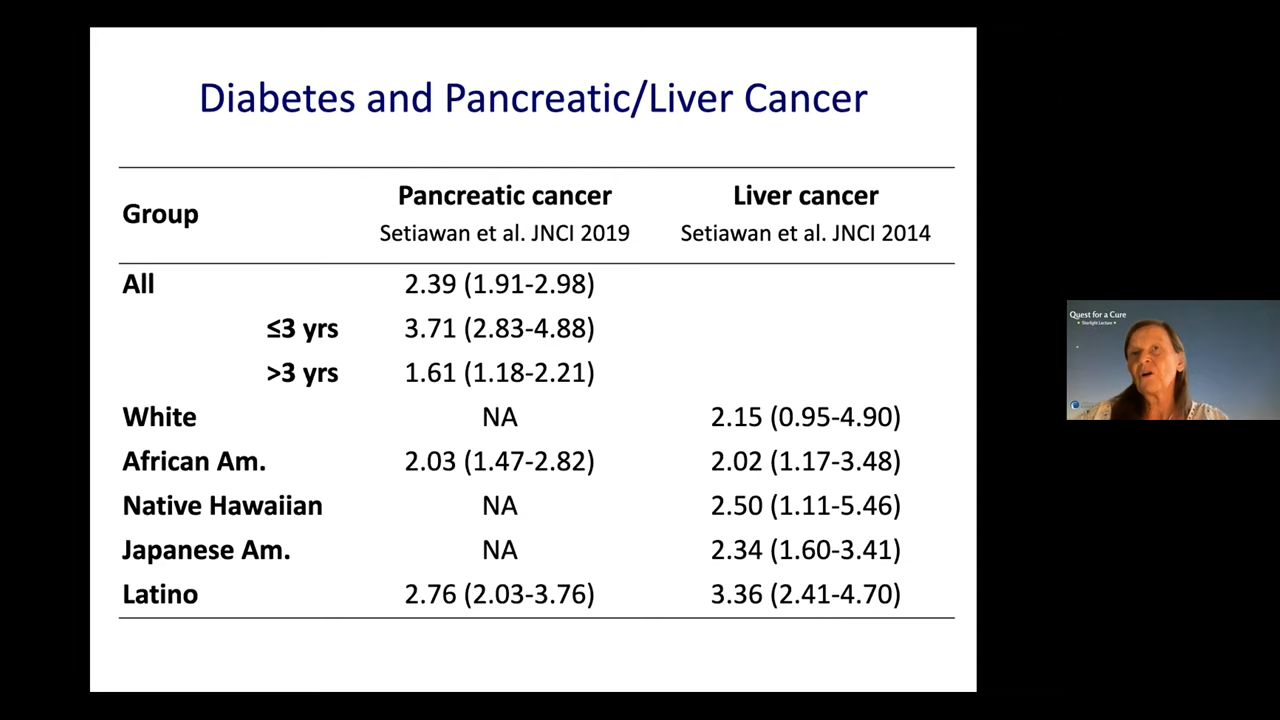 Diabetes and Pancreatic/Liver Cancer
Group Pancreatic cancer Liver cancer
Setiawan et al. JNCI 2019 Setiawan et al. JNCI 2014
All 2.39 (1.91-2.98)
≤3 yrs 3.71 (2.83-4.88)
>3 yrs 1.61 (1.18-2.21)
White NA 2.15 (0.95-4.90)
African Am. 2.03 (1.47-2.82) 2.02 (1.17-3.48)
Native Hawaiian NA 2.50 (1.11-5.46)
Japanese Am. NA 2.34 (1.60-3.41)
Latino 2.76 (2.03-3.76) 3.36 (2.41-4.70)
Quest for a Cure
• Starlight Lecture •